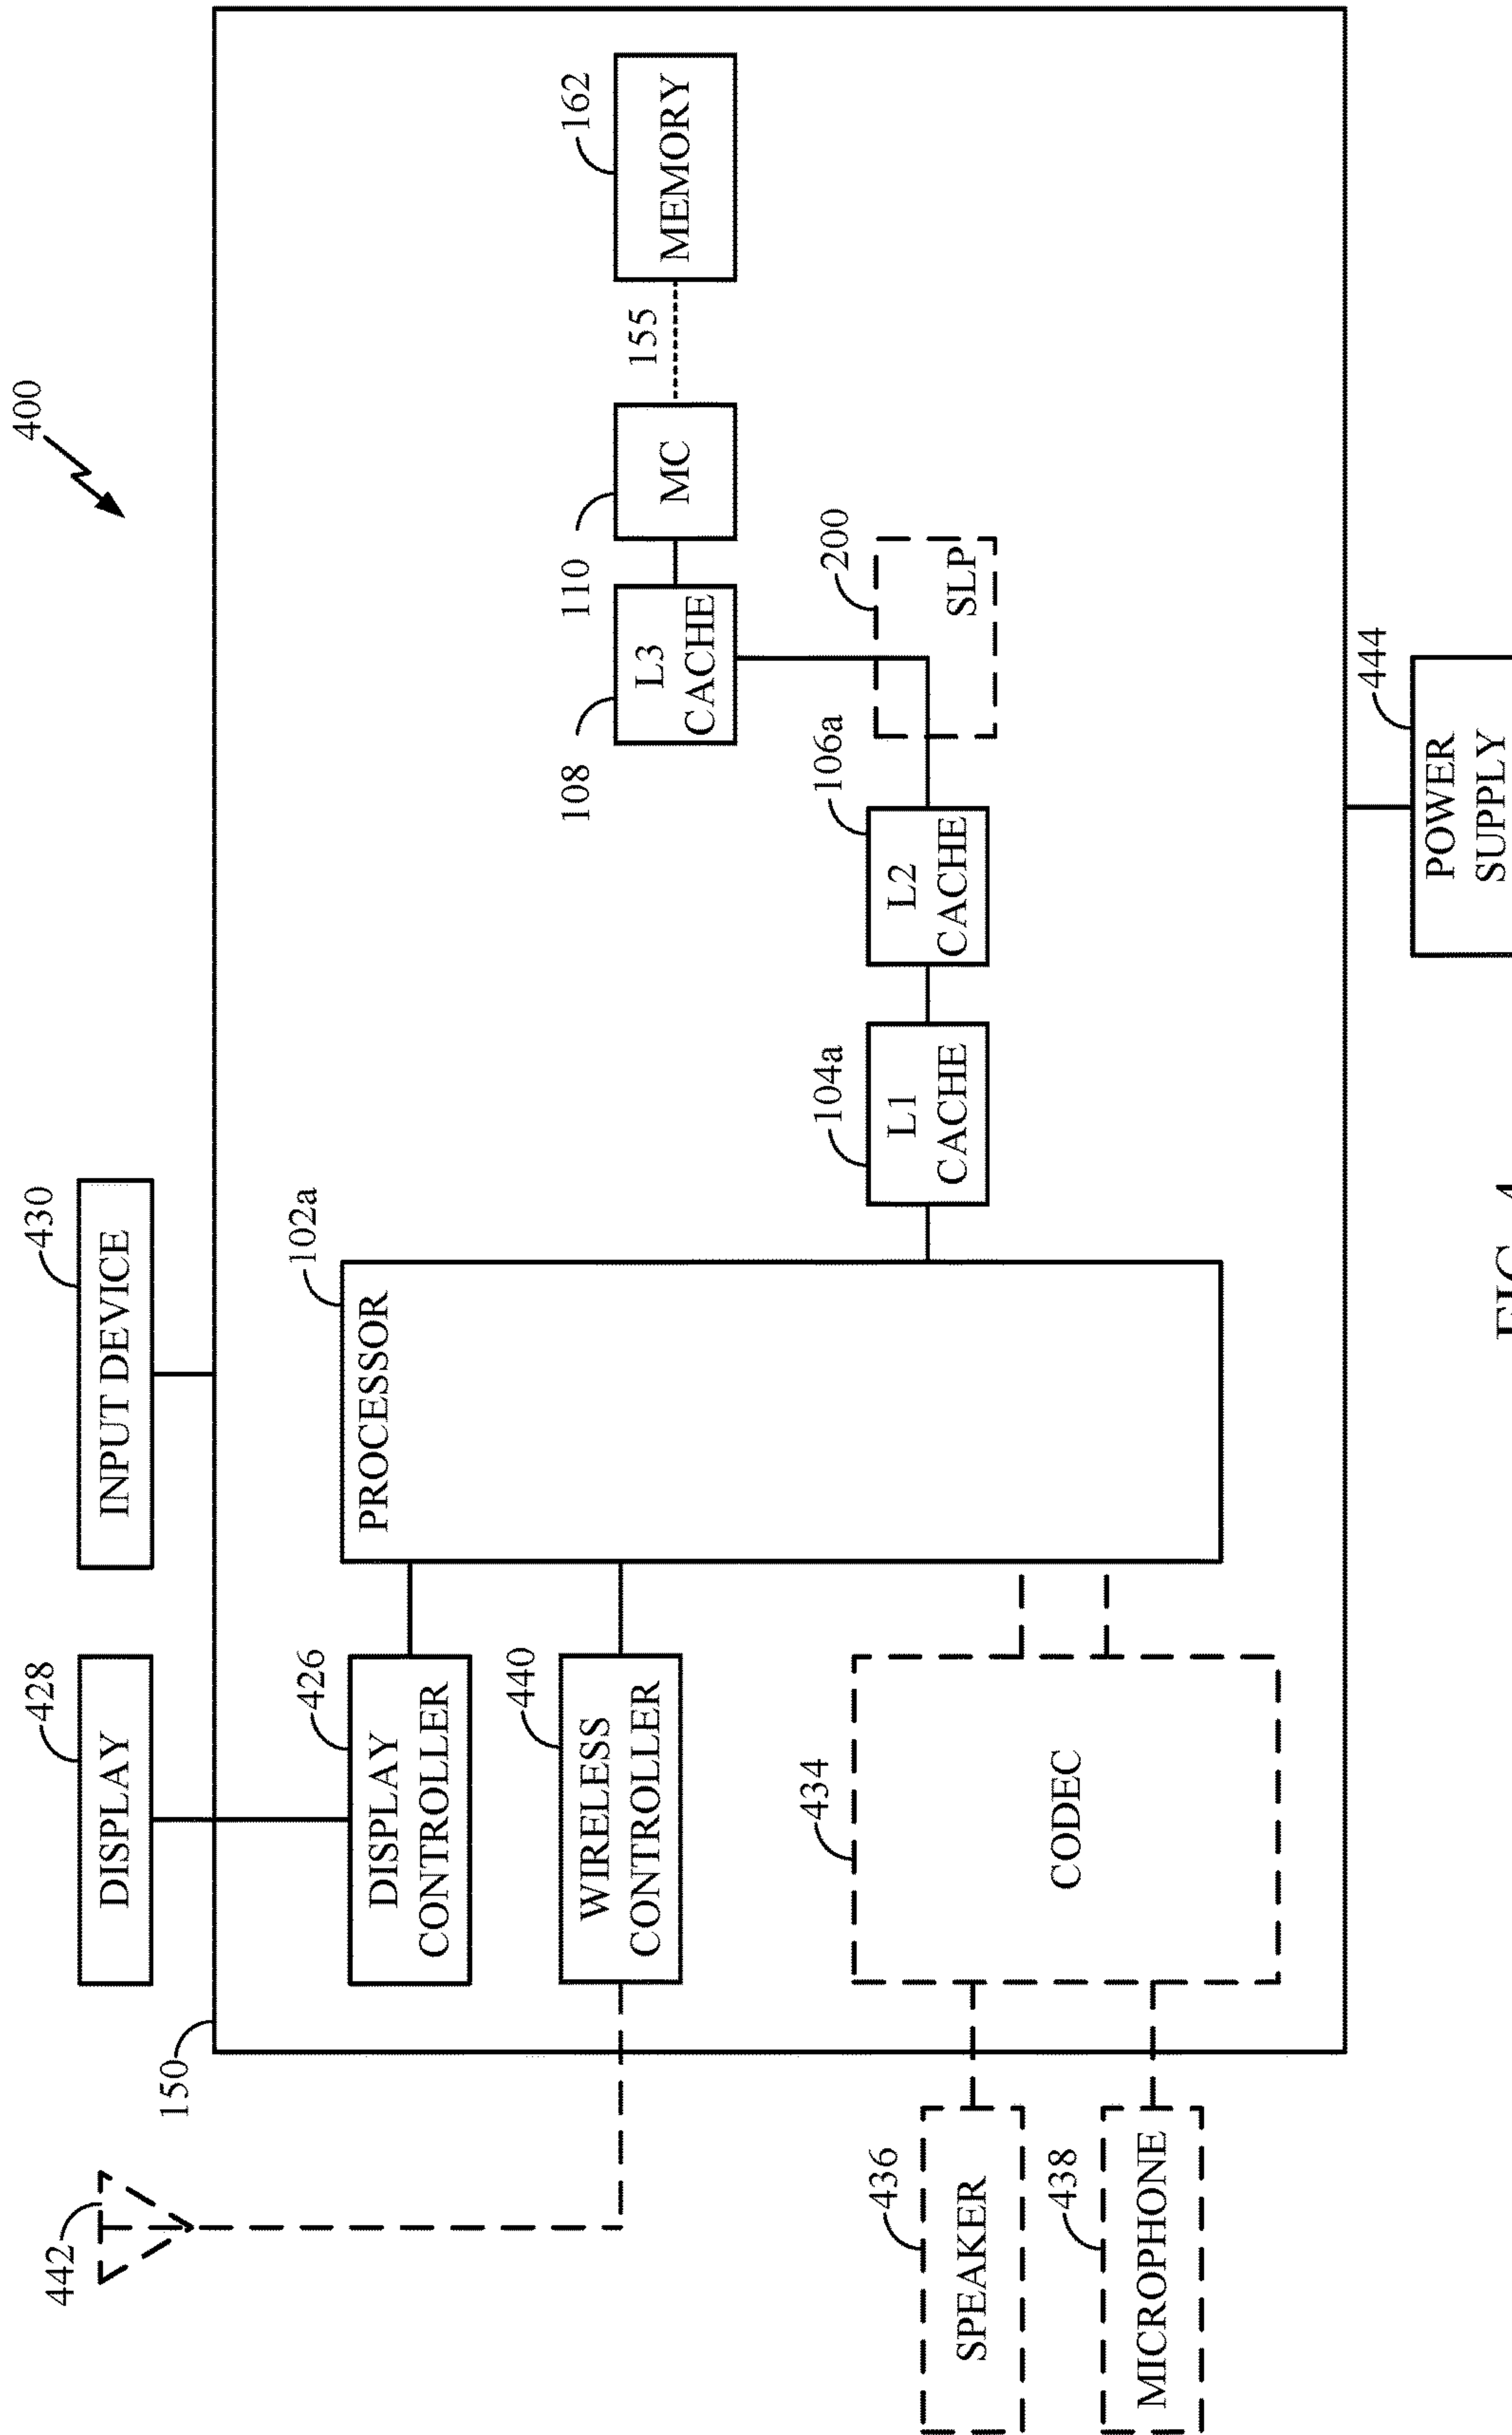 400
442
150
DISPLAY
428
INPUT DEVICE
430
DISPLAY
CONTROLLER
426
PROCESSOR
102a
WIRELESS
CONTROLLER
440
108
L3
CACHE
110
MC
155
MEMORY
162
104a
L1
CACHE
106a
L2
CACHE
200
SLP
434
CODEC
436
SPEAKER
438
MICROPHONE
444
POWER
SUPPLY